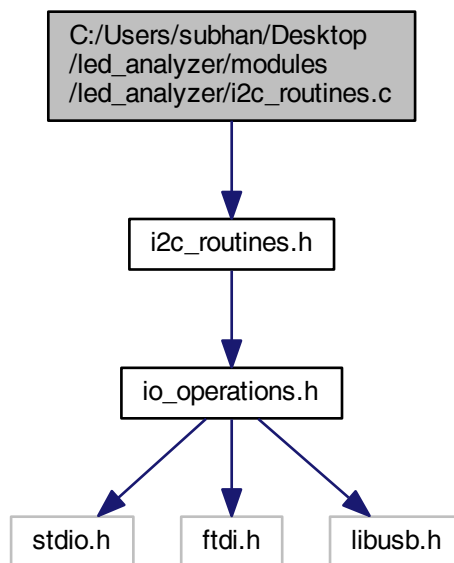 C:/Users/subhan/Desktop
/led_analyzer/modules
/led_analyzer/i2c_routines.c
i2c_routines.h
io_operations.h
stdio.h
ftdi.h
libusb.h